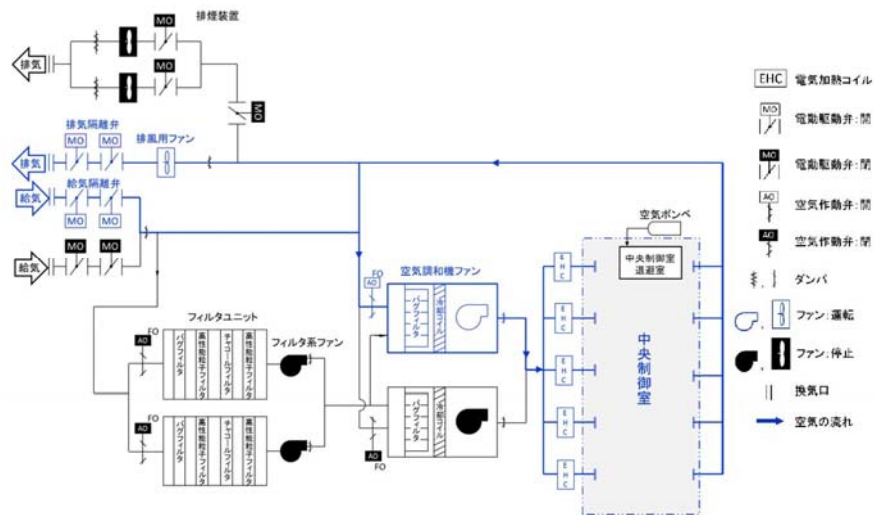 排煙装置
MO
排気
MO
MO
排気隔離弁
排風用ファン
MO
MO
排気
給気隔離弁
給気
MO
MO
MO
MO
給気
空気ボンベ
中央制御室
退避室
FO
AO
空気調和機ファン
バグフィルタ
冷却コイル
EHC
EHC
EHC
EHC
EHC
中央制御室
フィルタユニット
フィルタ系ファン
FO
AO
バグフィルタ
高性能粒子フィルタ
チャコールフィルタ
高性能粒子フィルタ
FO
AO
バグフィルタ
高性能粒子フィルタ
チャコールフィルタ
高性能粒子フィルタ
バグフィルタ
冷却コイル
AO
FO
EHC 電気加熱コイル
MO 電動駆動弁:開
MO 電動駆動弁:閉
AO 空気作動弁:開
AO 空気作動弁:閉
ダンパ
ファン:運転
ファン:停止
換気口
空気の流れ